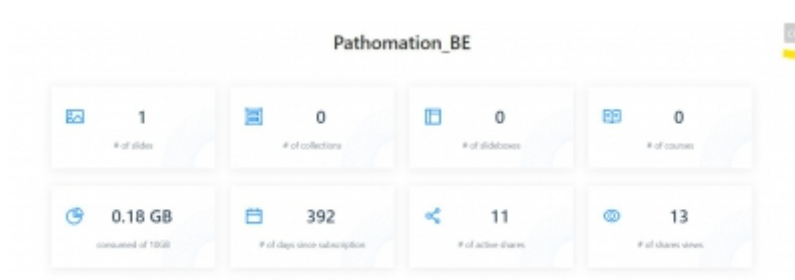 Pathomation_BE
1
# of slides
0
# of collections
0
# of slideboxes
0
# of courses
0.18 GB
consumed of 10GB
392
# of days since subscription
11
# of active shares
13
# of shares views